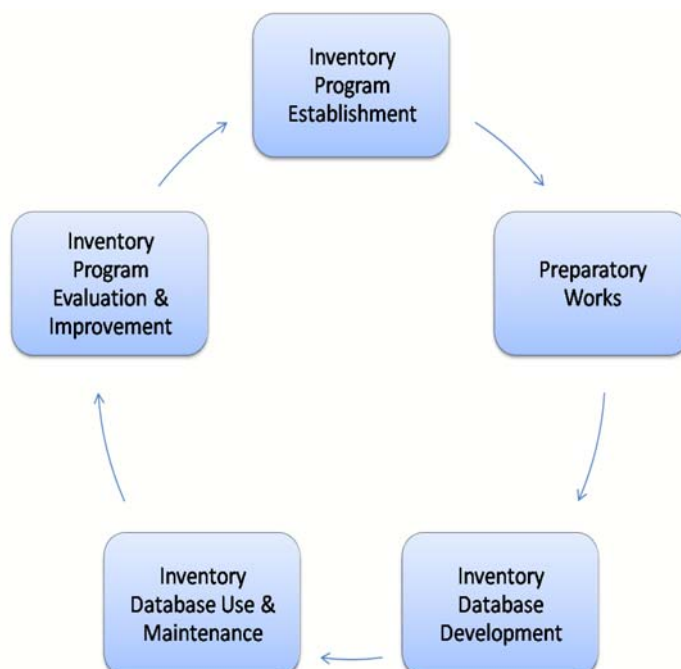 Inventory
Program
Establishment
Preparatory
Works
Inventory
Database
Development
Inventory
Database Use &
Maintenance
Inventory
Program
Evaluation &
Improvement